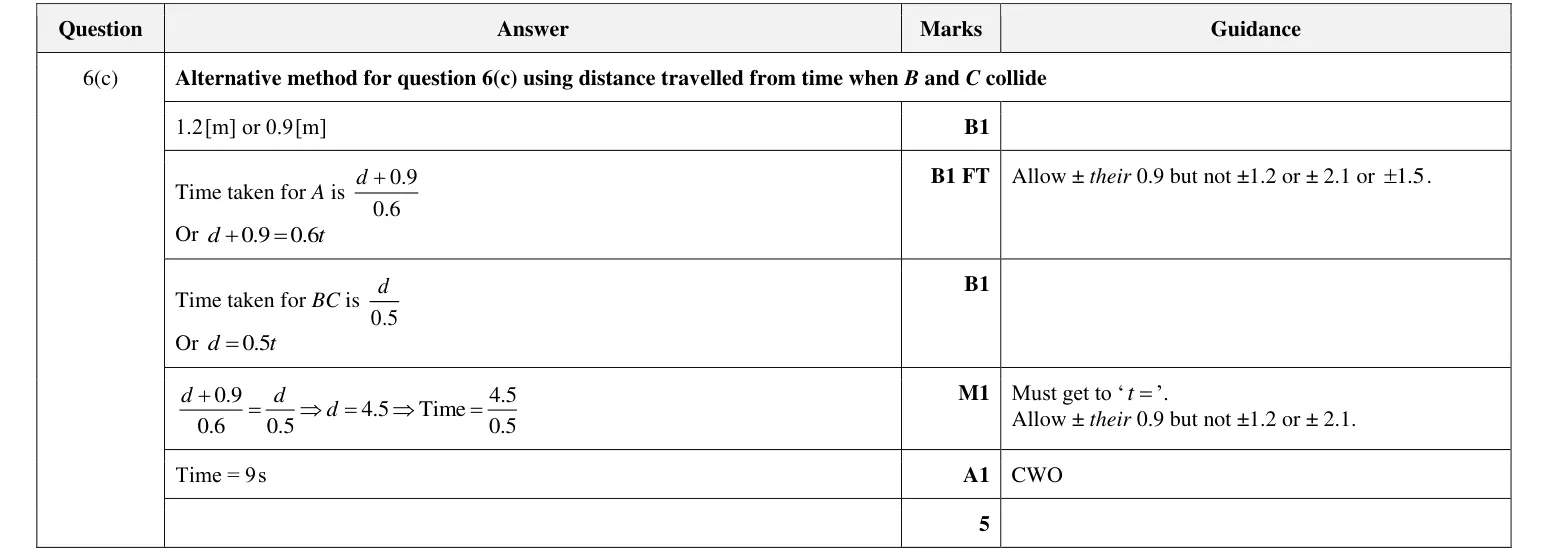 Question Answer Marks Guidance
6(c) Alternative method for question 6(c) using distance travelled from time when B and C collide
1.2[m] or 0.9[m] B1
Time taken for A is (d + 0.9)/0.6 B1 FT Allow ± their 0.9 but not ±1.2 or ± 2.1 or ±1.5.
Or d + 0.9 = 0.6t
Time taken for BC is d/0.5 B1
Or d = 0.5t
(d + 0.9)/0.6 = d/0.5 ⇒ d = 4.5 ⇒ Time = 4.5/0.5 M1 Must get to ‘ t = ’.
Allow ± their 0.9 but not ±1.2 or ± 2.1.
Time = 9s A1 CWO
5